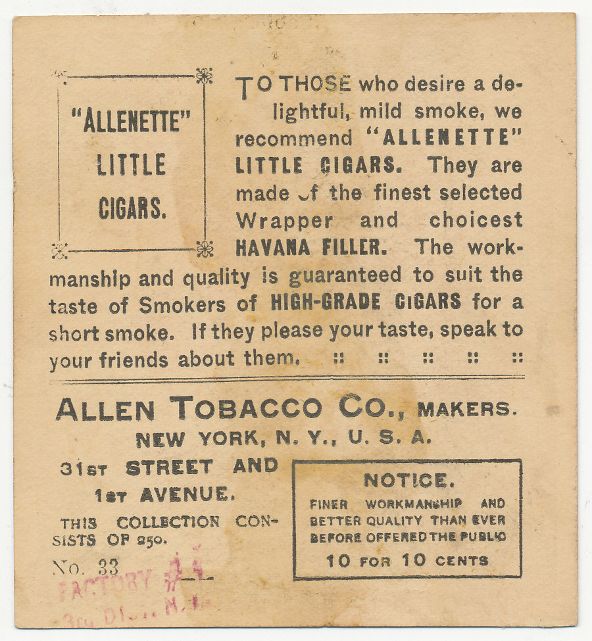 "ALLENETTE"
LITTLE
CIGARS.
TO THOSE who desire a de-
lightful, mild smoke, we
recommend "ALLENETTE"
LITTLE CIGARS. They are
made of the finest selected
Wrapper and choicest
HAVANA FILLER. The work-
manship and quality is guaranteed to suit the
taste of Smokers of HIGH-GRADE CIGARS for a
short smoke. If they please your taste, speak to
your friends about them. :: :: :: :: ::
ALLEN TOBACCO CO., MAKERS.
NEW YORK, N. Y., U. S. A.
31ST STREET AND
1ST AVENUE.
THIS COLLECTION CON-
SISTS OF 250.
No. 33
NOTICE.
FINER WORKMANSHIP AND
BETTER QUALITY THAN EVER
BEFORE OFFERED THE PUBLIC
10 FOR 10 CENTS
FACTORY #
3rd DIST. N.